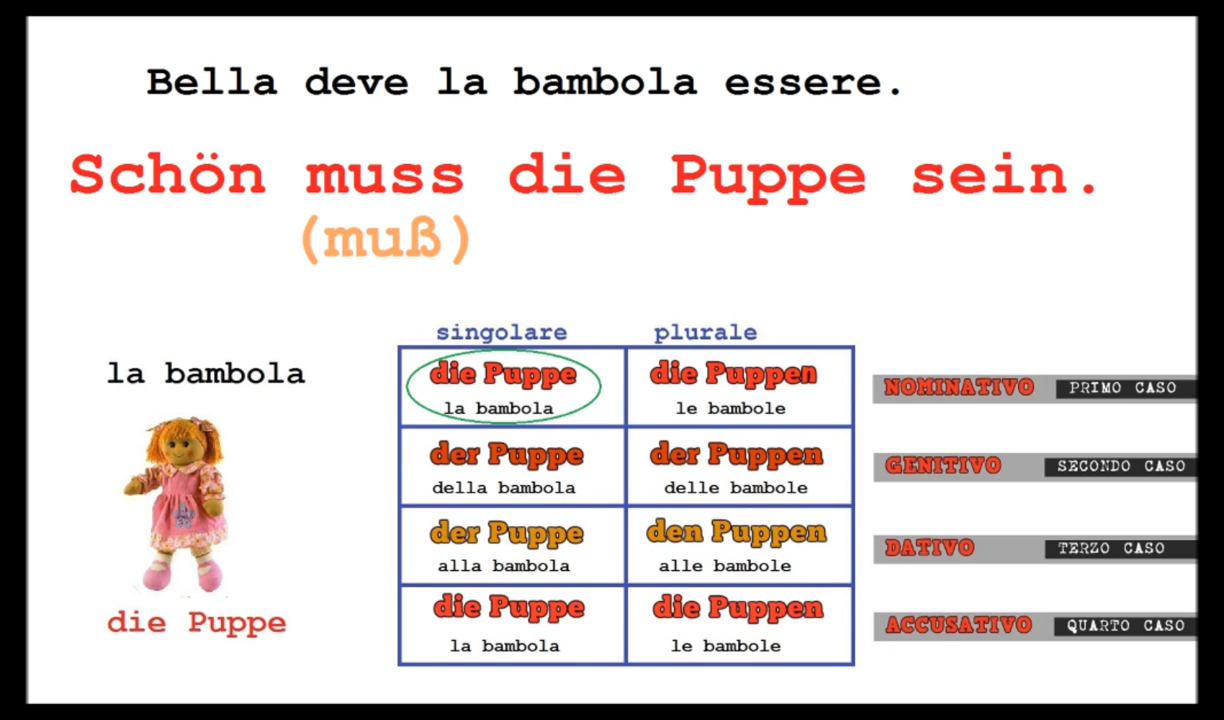 Bella deve la bambola essere.
Schön muss die Puppe sein.
(muß)
singolare plurale
la bambola
die Puppe die Puppen
la bambola le bambole
NOMINATIVO PRIMO CASO
der Puppe der Puppen
della bambola delle bambole
GENITIVO SECONDO CASO
der Puppe den Puppen
alla bambola alle bambole
DATIVO TERZO CASO
die Puppe die Puppen
la bambola le bambole
ACCUSATIVO QUARTO CASO
die Puppe